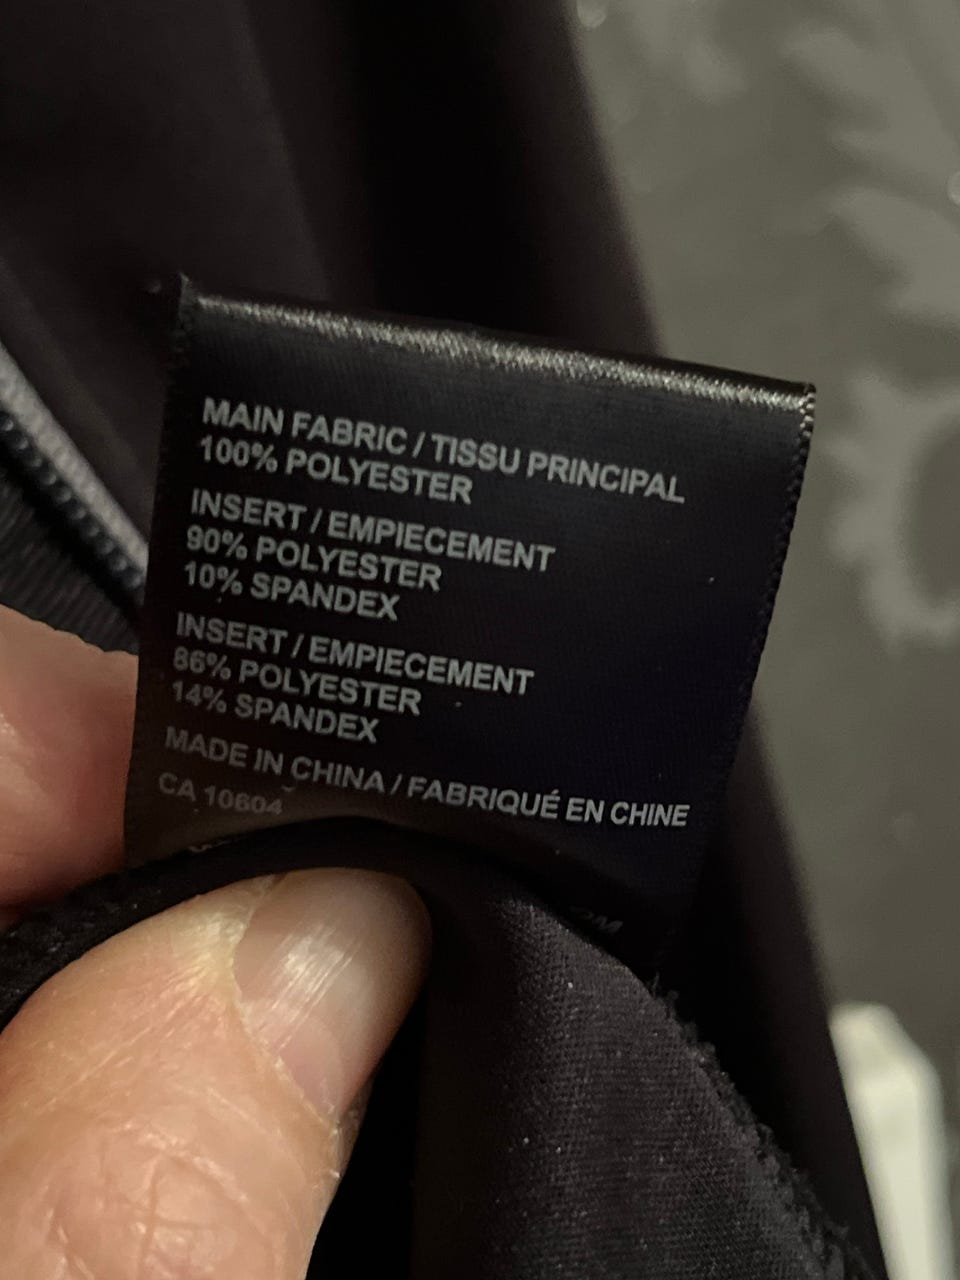 MAIN FABRIC / TISSU PRINCIPAL
100% POLYESTER
INSERT / EMPIECEMENT
90% POLYESTER
10% SPANDEX
INSERT / EMPIECEMENT
86% POLYESTER
14% SPANDEX
MADE IN CHINA / FABRIQUÉ EN CHINE
CA 10604